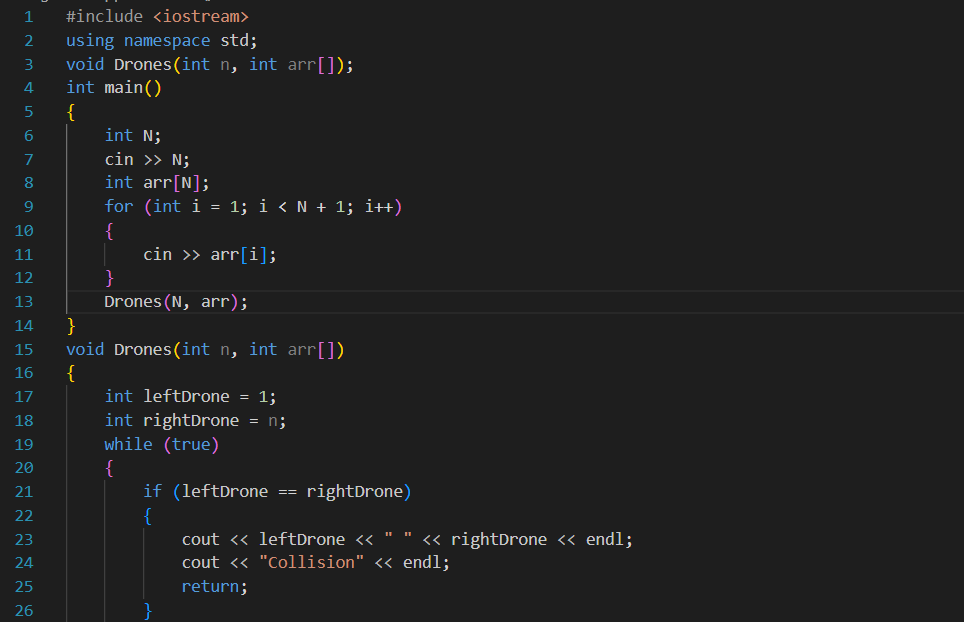 1 #include <iostream>
2 using namespace std;
3 void Drones(int n, int arr[]);
4 int main()
5 {
6 int N;
7 cin >> N;
8 int arr[N];
9 for (int i = 1; i < N + 1; i++)
10 {
11 cin >> arr[i];
12 }
13 Drones(N, arr);
14 }
15 void Drones(int n, int arr[])
16 {
17 int leftDrone = 1;
18 int rightDrone = n;
19 while (true)
20 {
21 if (leftDrone == rightDrone)
22 {
23 cout << leftDrone << " " << rightDrone << endl;
24 cout << "Collision" << endl;
25 return;
26 }